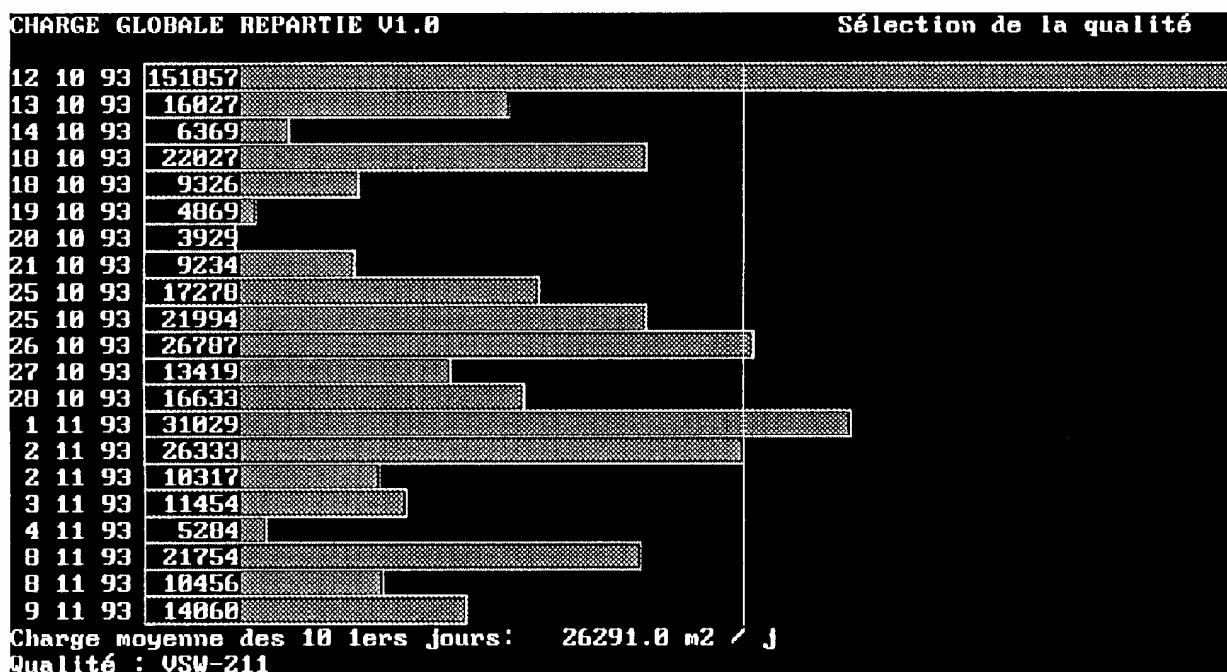 CHARGE GLOBALE REPARTIE V1.0 Sélection de la qualité
12 10 93 151857
13 10 93 16027
14 10 93 6369
18 10 93 22027
18 10 93 9326
19 10 93 4869
20 10 93 3929
21 10 93 9234
25 10 93 17278
25 10 93 21994
26 10 93 26787
27 10 93 13419
28 10 93 16633
1 11 93 31029
2 11 93 26333
2 11 93 10317
3 11 93 11454
4 11 93 5284
8 11 93 21754
8 11 93 10456
9 11 93 14060
Charge moyenne des 10 1ers jours: 26291.0 m2 / j
Qualité : VSW-211